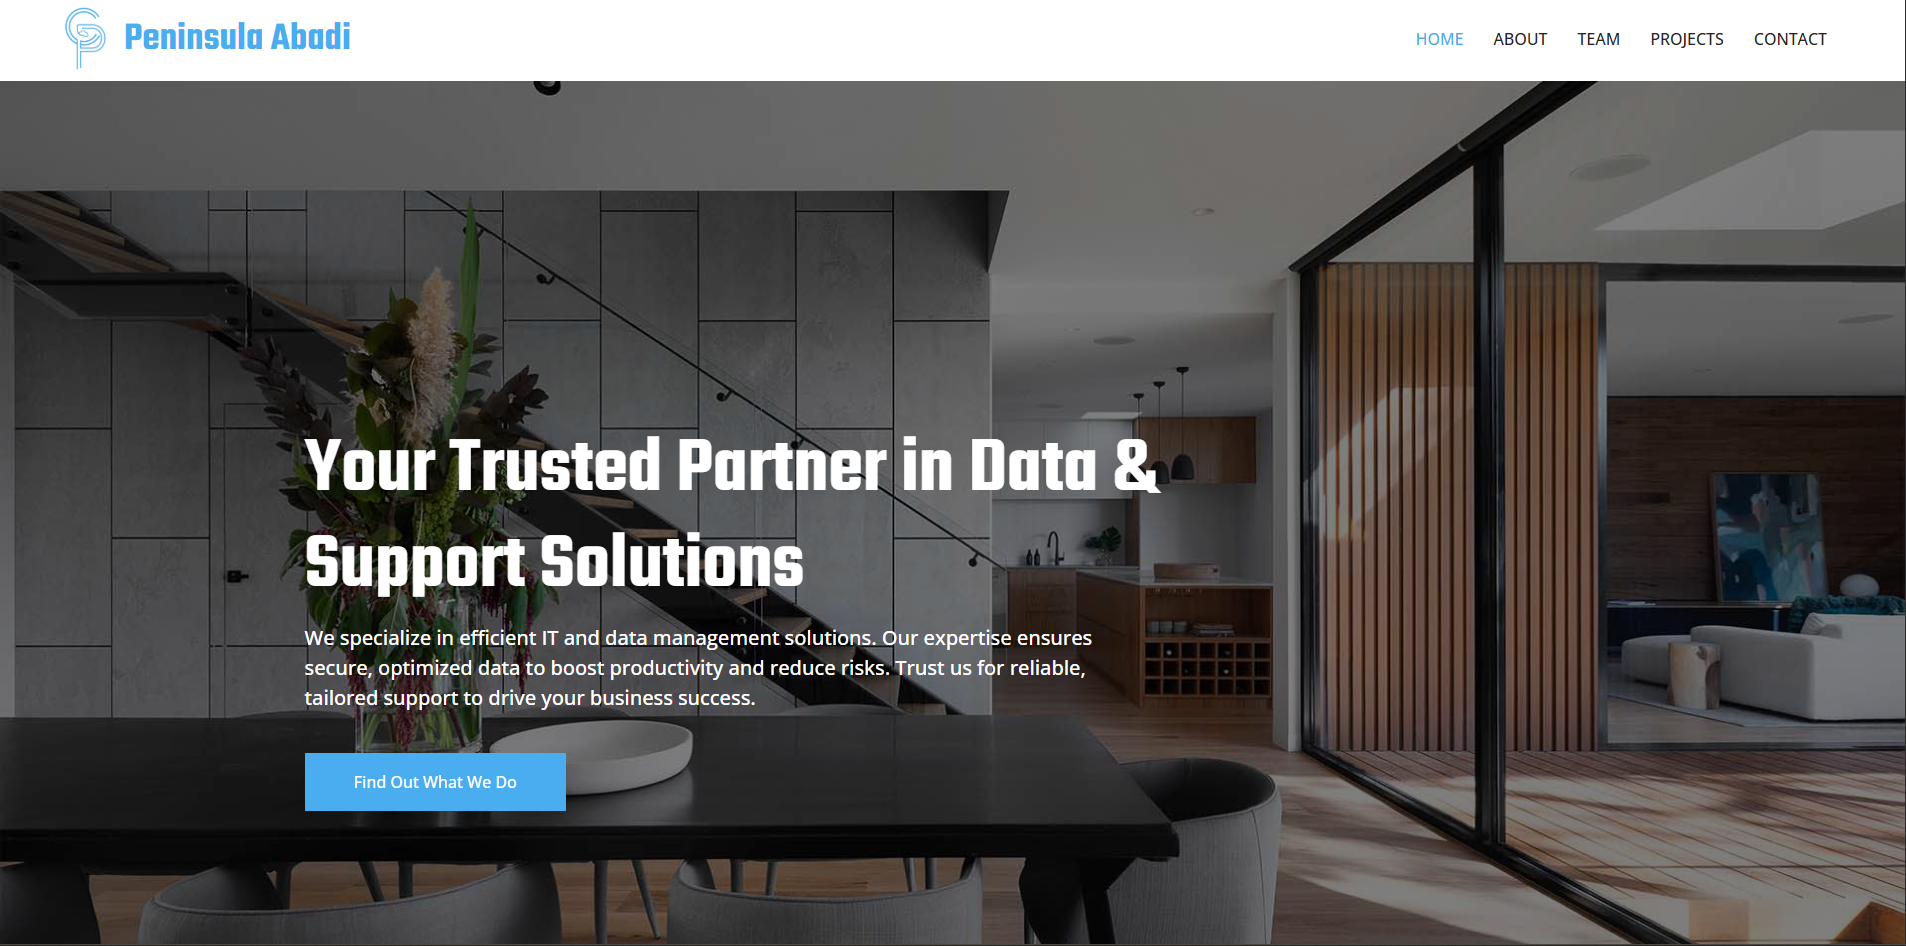 Peninsula Abadi
HOME ABOUT TEAM PROJECTS CONTACT
Your Trusted Partner in Data &
Support Solutions
We specialize in efficient IT and data management solutions. Our expertise ensures
secure, optimized data to boost productivity and reduce risks. Trust us for reliable,
tailored support to drive your business success.
Find Out What We Do